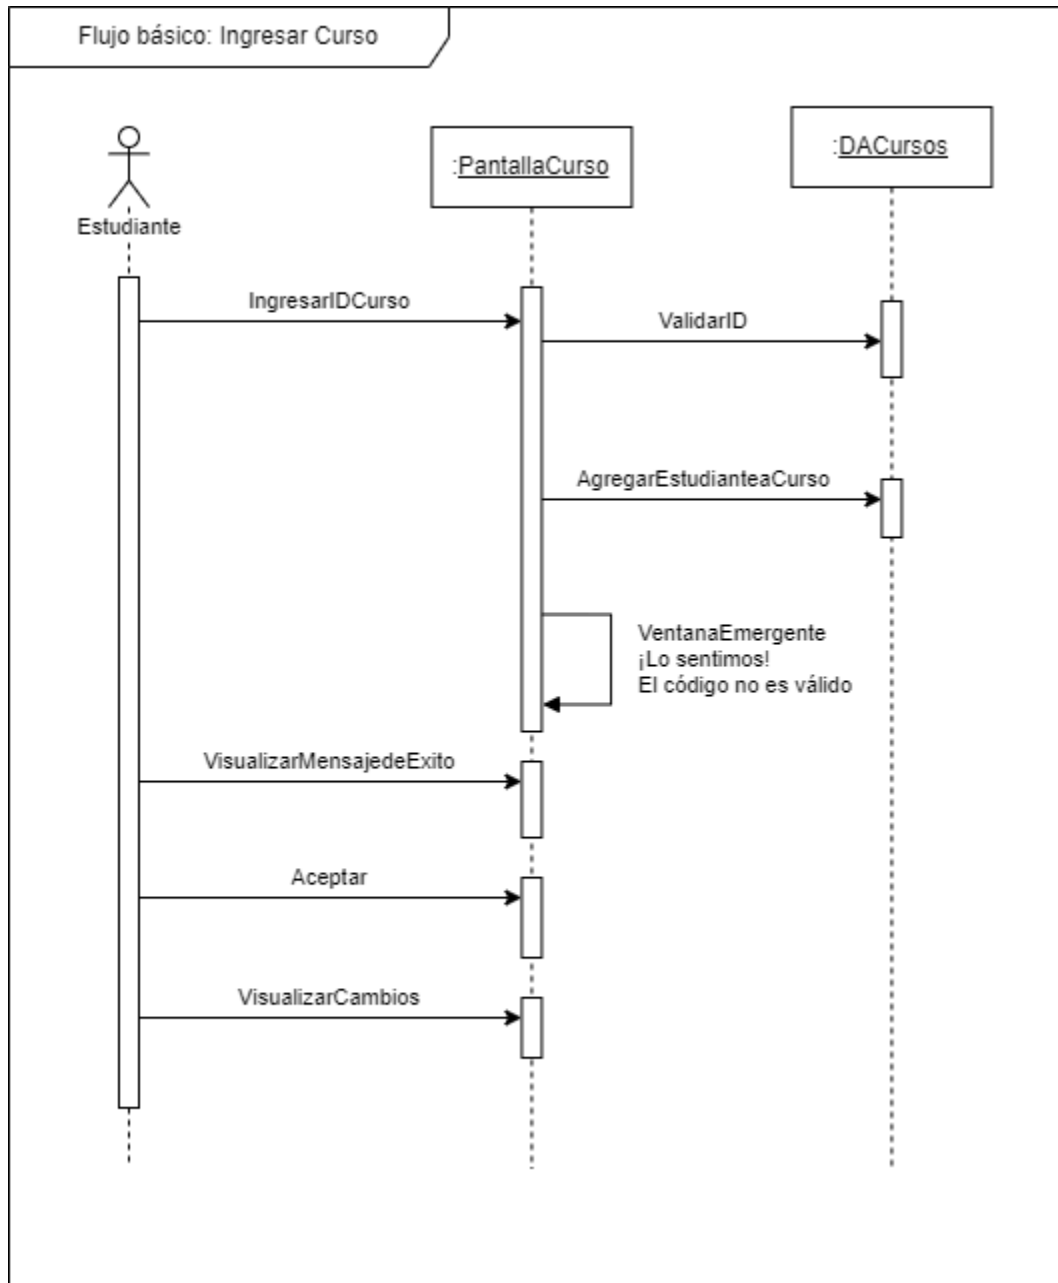 Flujo básico: Ingresar Curso
:DACursos
:PantallaCurso
Estudiante
IngresarIDCurso
ValidarID
AgregarEstudianteaCurso
VentanaEmergente
¡Lo sentimos!
El código no es válido
VisualizarMensajedeExito
Aceptar
VisualizarCambios